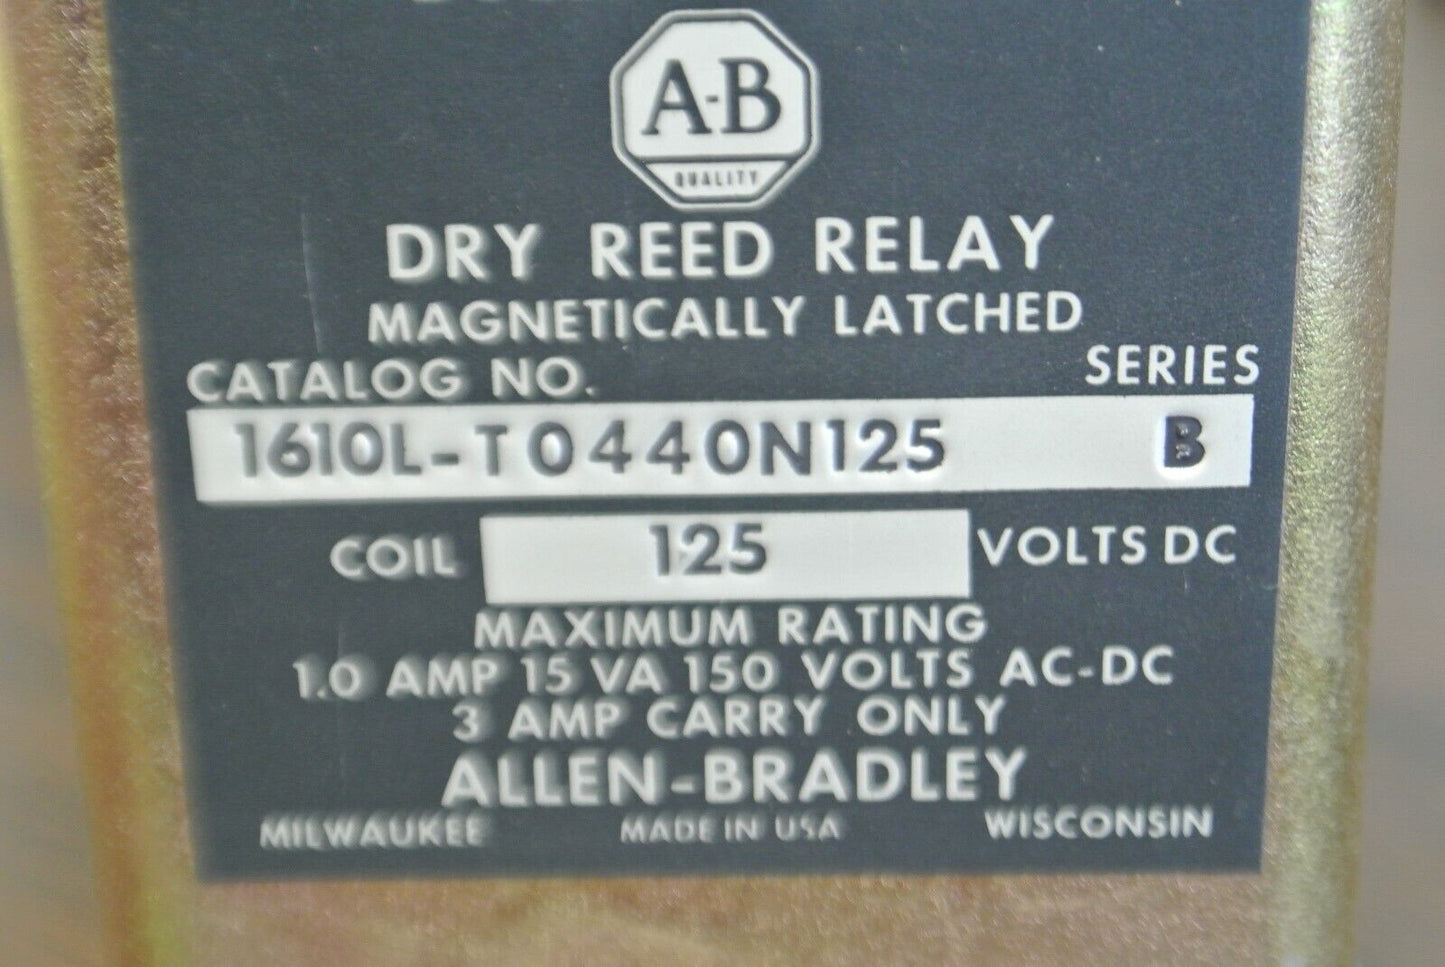 A-B
QUALITY
DRY REED RELAY
MAGNETICALLY LATCHED
CATALOG NO. SERIES
1610L-T0440N125 B
COIL 125 VOLTS DC
MAXIMUM RATING
1.0 AMP 15 VA 150 VOLTS AC-DC
3 AMP CARRY ONLY
ALLEN-BRADLEY
MILWAUKEE MADE IN USA WISCONSIN